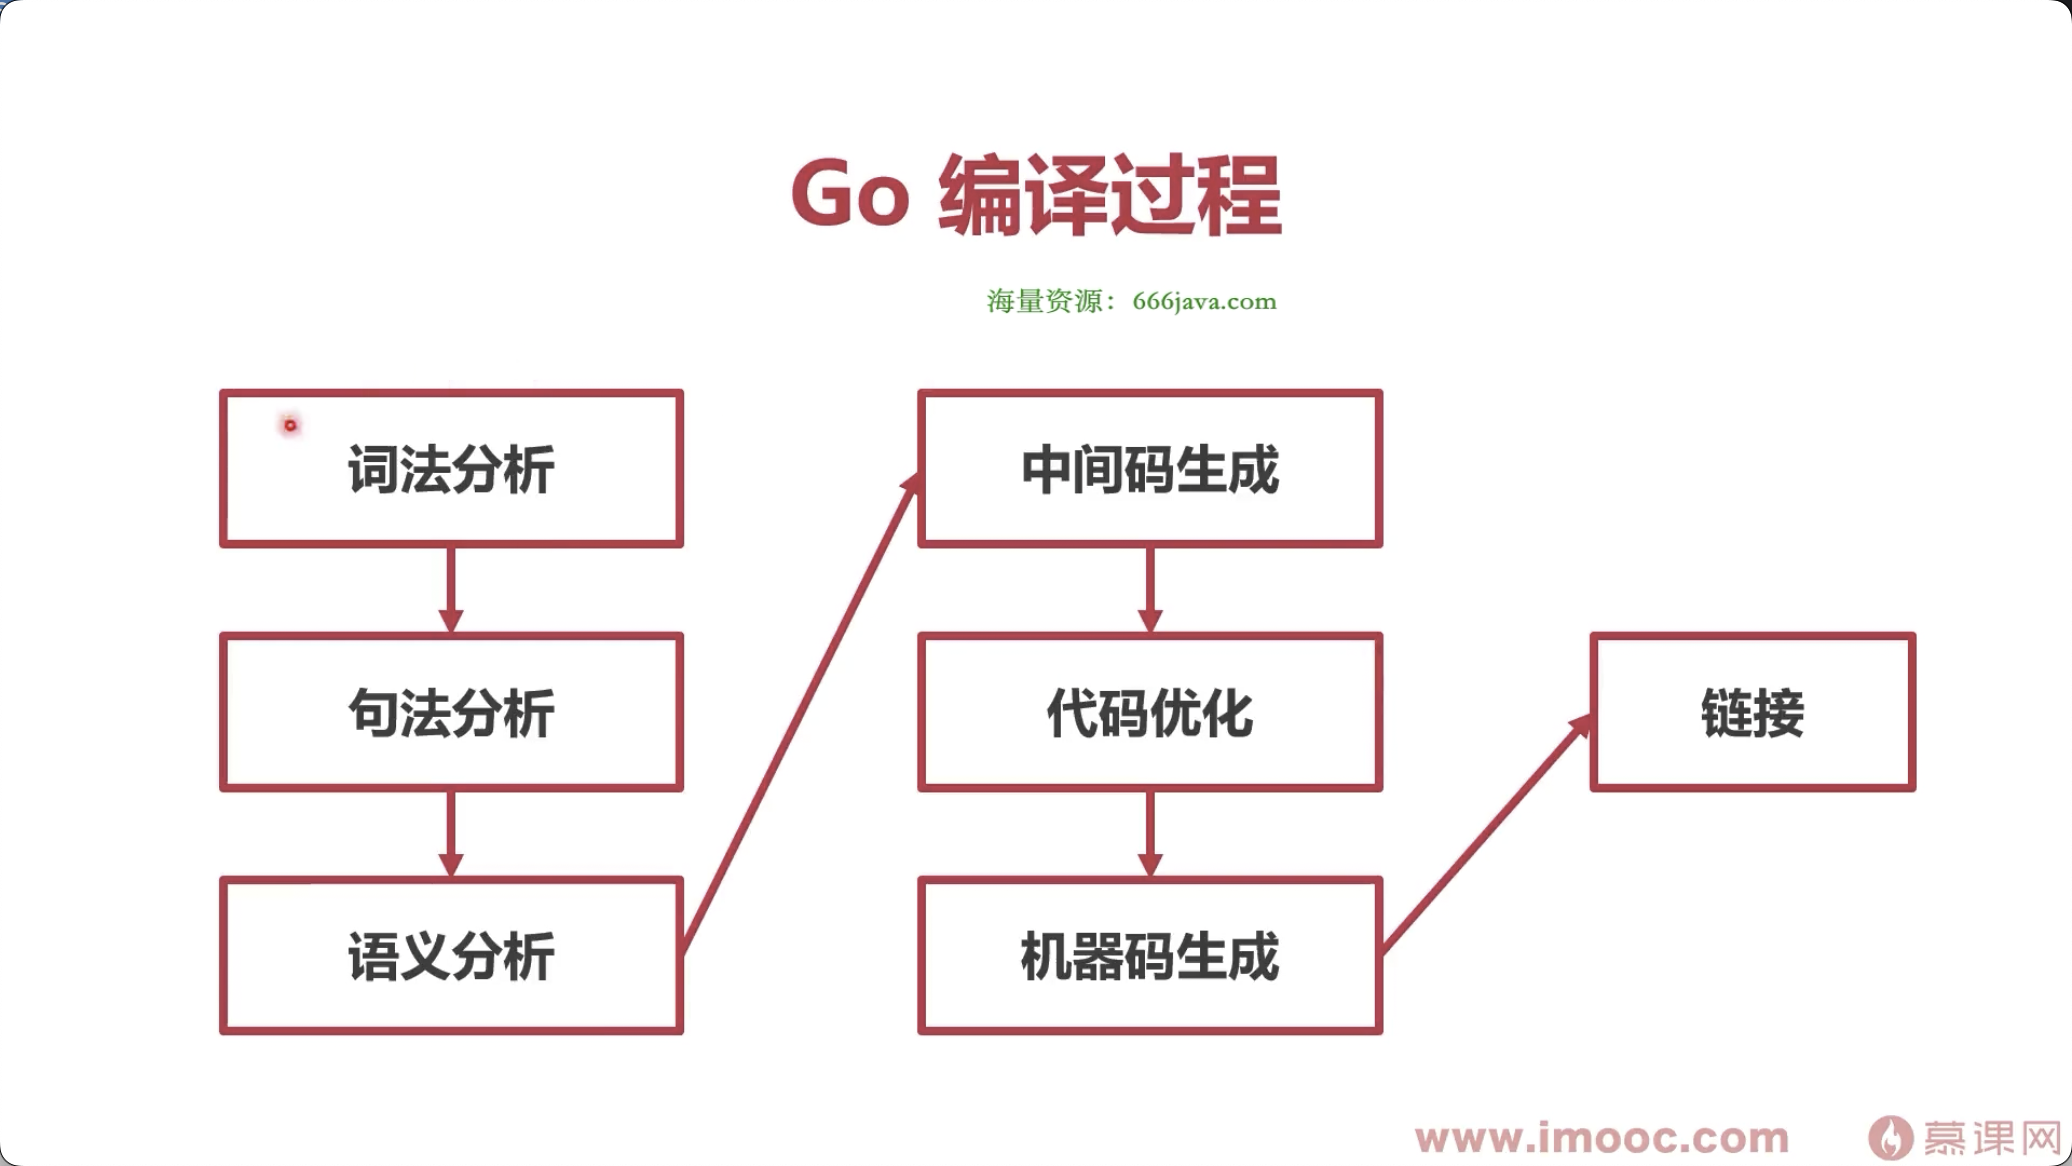 Go 编译过程
海量资源：666java.com
词法分析
句法分析
语义分析
中间码生成
代码优化
机器码生成
链接
www.imooc.com
慕课网